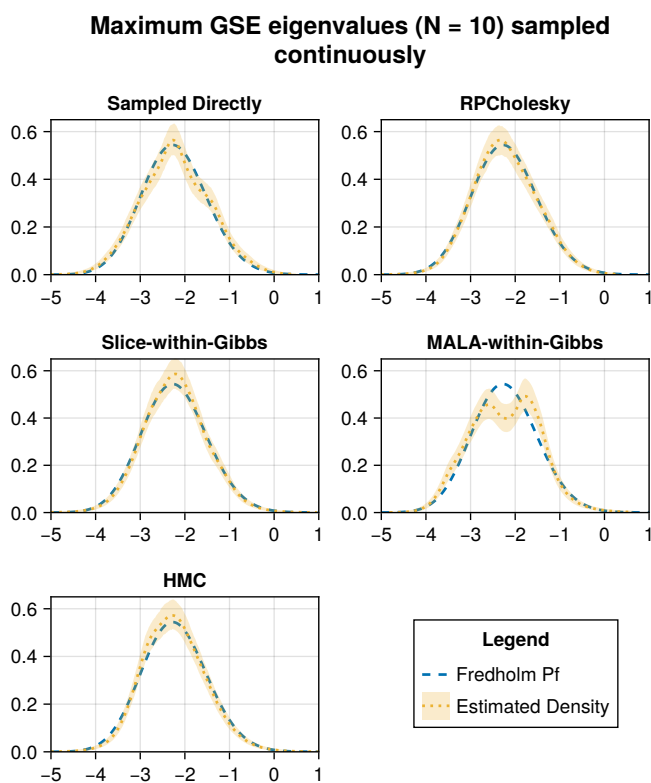 Maximum GSE eigenvalues (N = 10) sampled
continuously
Sampled Directly
0.6
0.4
0.2
0.0
−5 −4 −3 −2 −1 0 1
RPCholesky
0.6
0.4
0.2
0.0
−5 −4 −3 −2 −1 0 1
Slice-within-Gibbs
0.6
0.4
0.2
0.0
−5 −4 −3 −2 −1 0 1
MALA-within-Gibbs
0.6
0.4
0.2
0.0
−5 −4 −3 −2 −1 0 1
HMC
0.6
0.4
0.2
0.0
−5 −4 −3 −2 −1 0 1
Legend
Fredholm Pf
Estimated Density